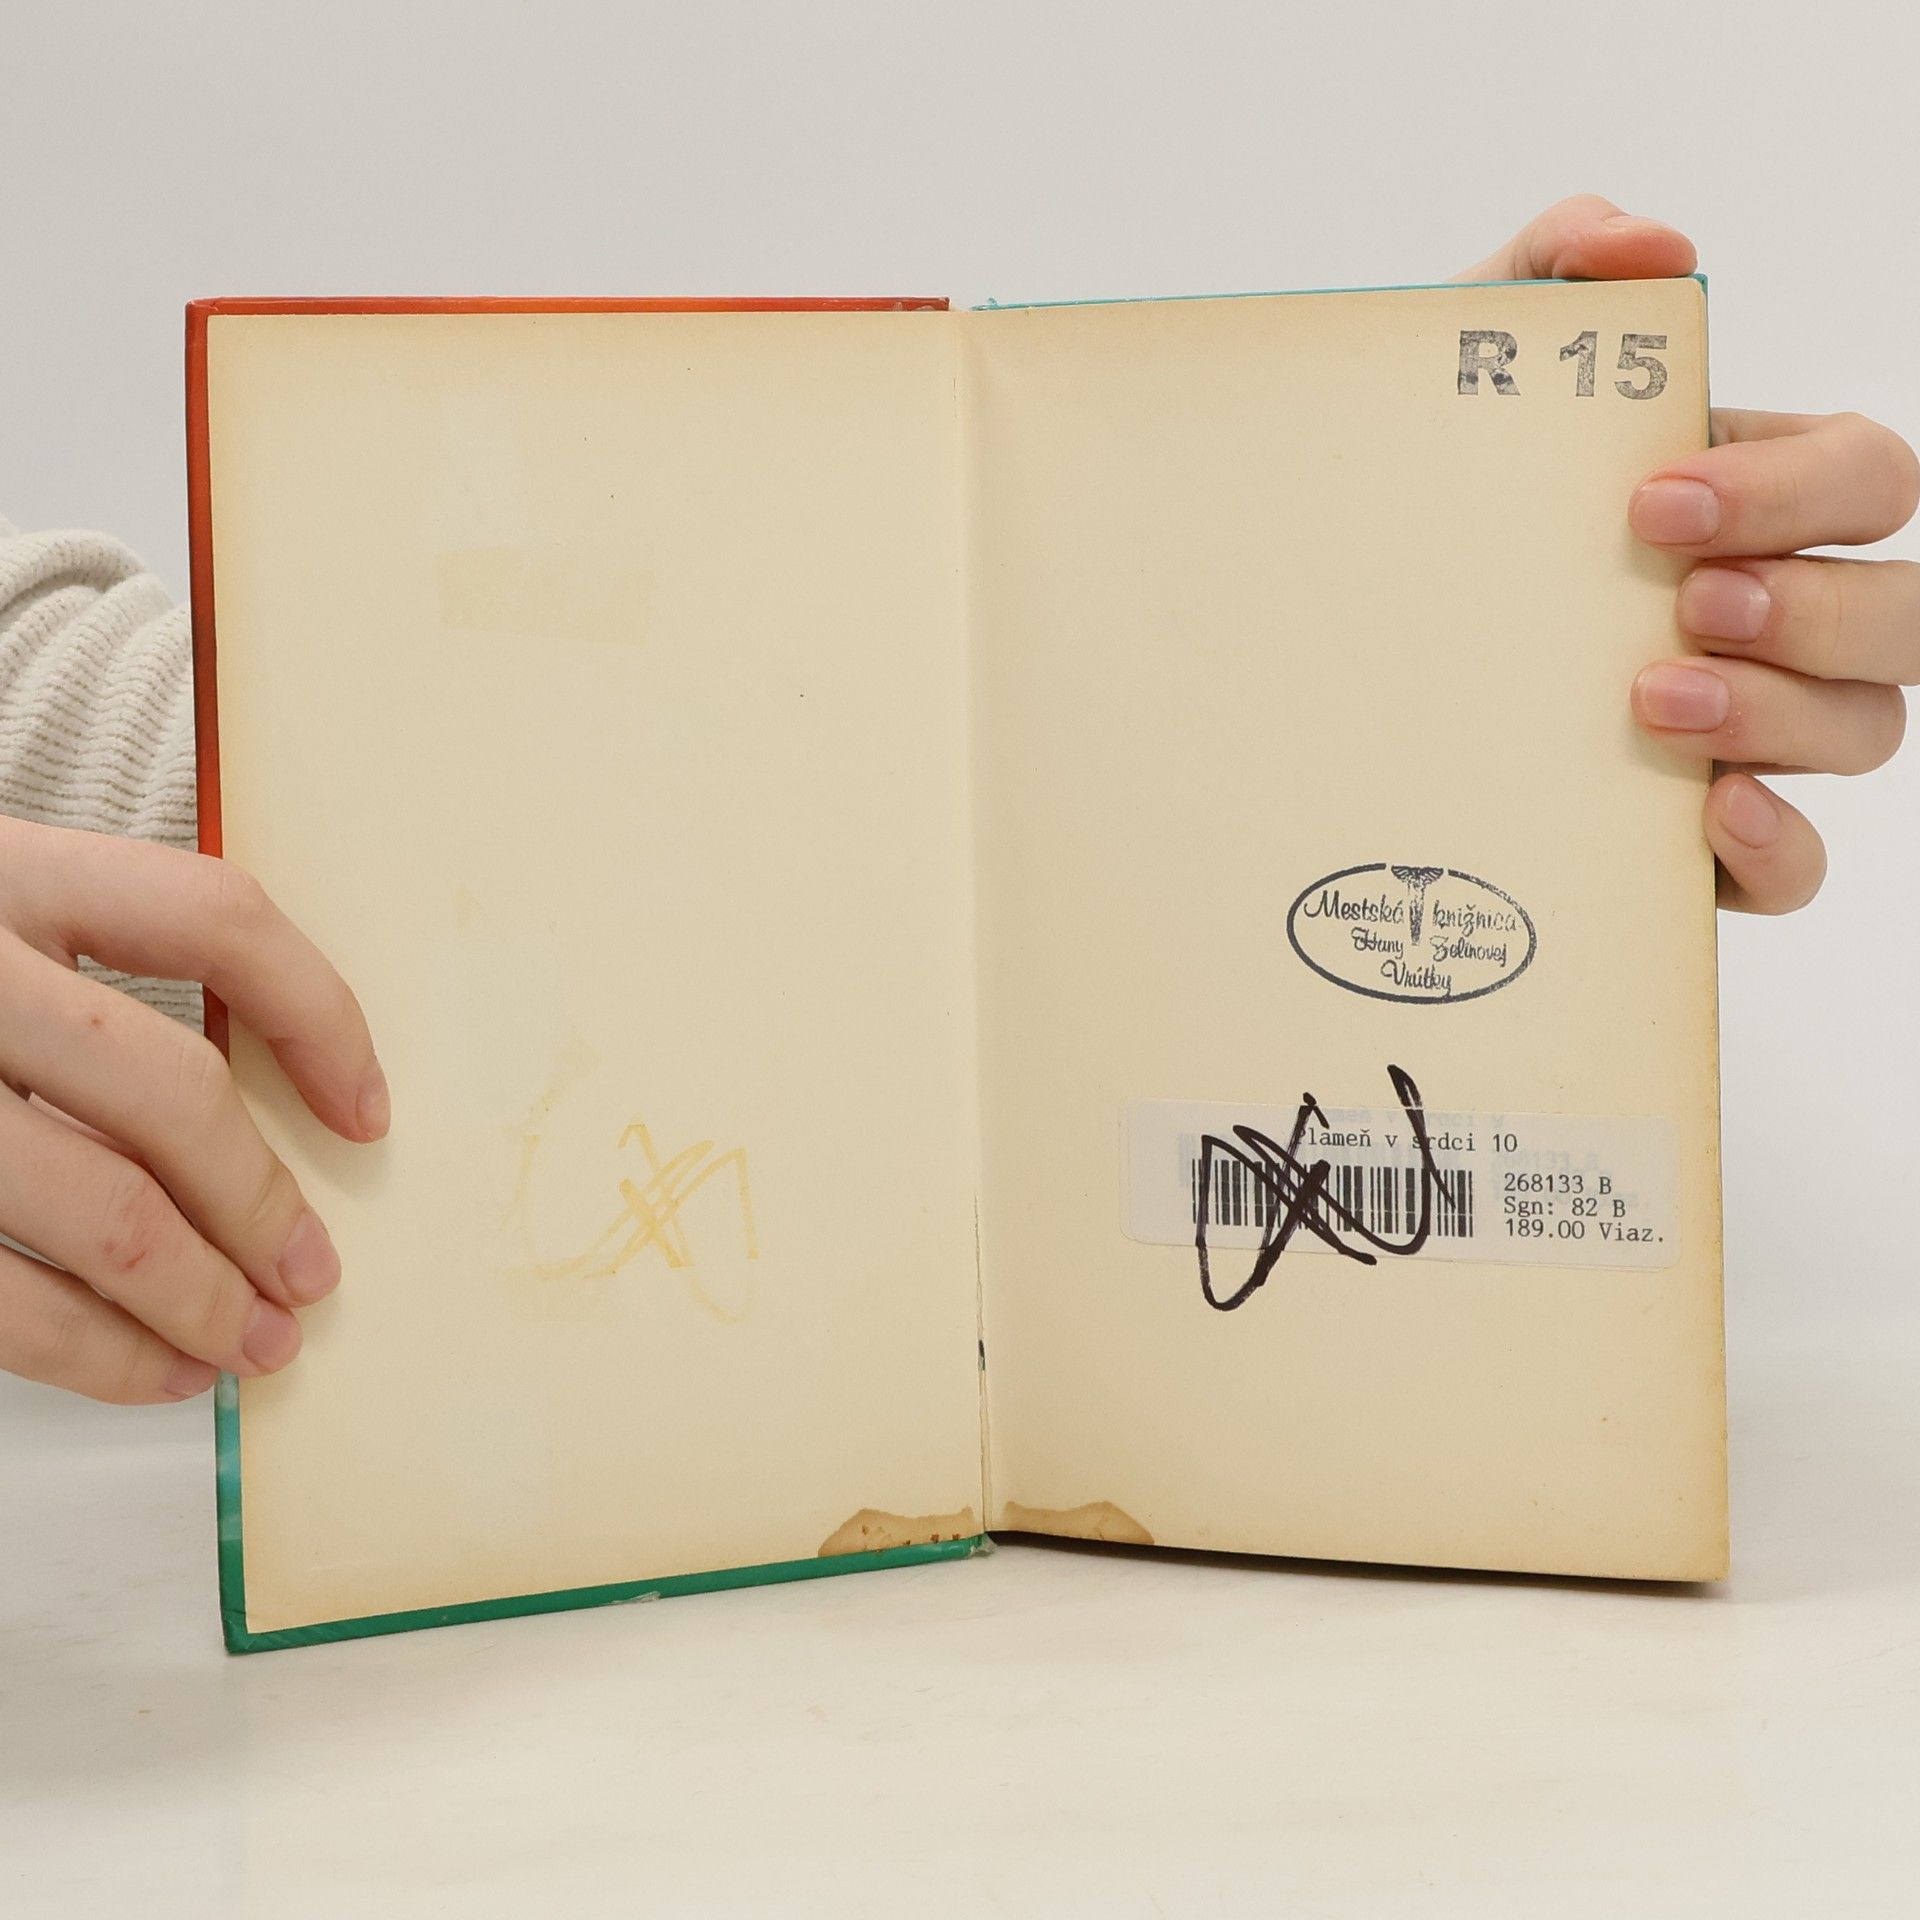 R 15
Mestská knižnica
Hany Zelinovej
Vrútky
Plameň v srdci 10
268133 B
Sgn: 82 B
189.00 Viaz.